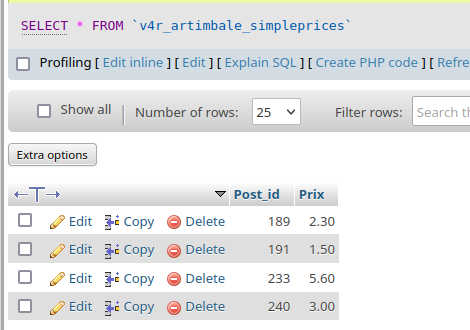 SELECT * FROM `v4r_artimbale_simpleprices`
Profiling [ Edit inline ] [ Edit ] [ Explain SQL ] [ Create PHP code ] [ Refre
Show all Number of rows: 25 Filter rows: Search th
Extra options
←T→ Post_id Prix
Edit Copy Delete 189 2.30
Edit Copy Delete 191 1.50
Edit Copy Delete 233 5.60
Edit Copy Delete 240 3.00